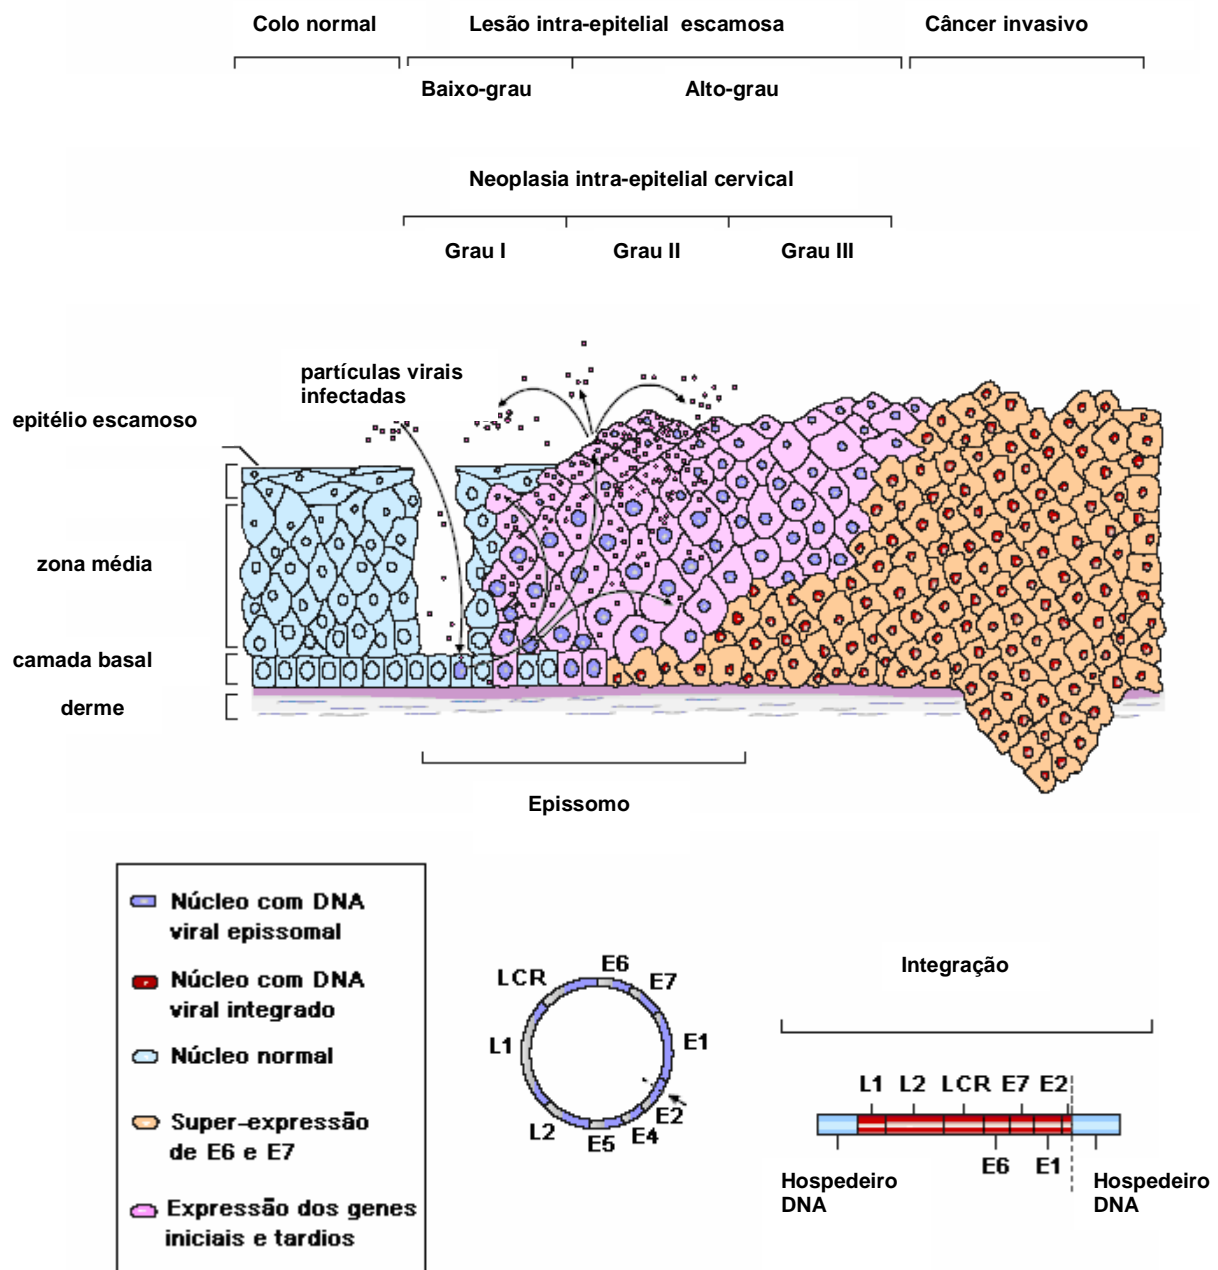 Colo normal
Lesão intra-epitelial escamosa
Câncer invasivo
Baixo-grau
Alto-grau
Neoplasia intra-epitelial cervical
Grau I
Grau II
Grau III
partículas virais
infectadas
epitélio escamoso
zona média
camada basal
derme
Epissomo
Núcleo com DNA
viral epissomal
Núcleo com DNA
viral integrado
Núcleo normal
Super-expressão
de E6 e E7
Expressão dos genes
iniciais e tardios
LCR
E6
E7
L1
E1
L2
E5
E4
E2
Integração
L1 L2 LCR E7 E2
E6 E1
Hospedeiro
DNA
Hospedeiro
DNA